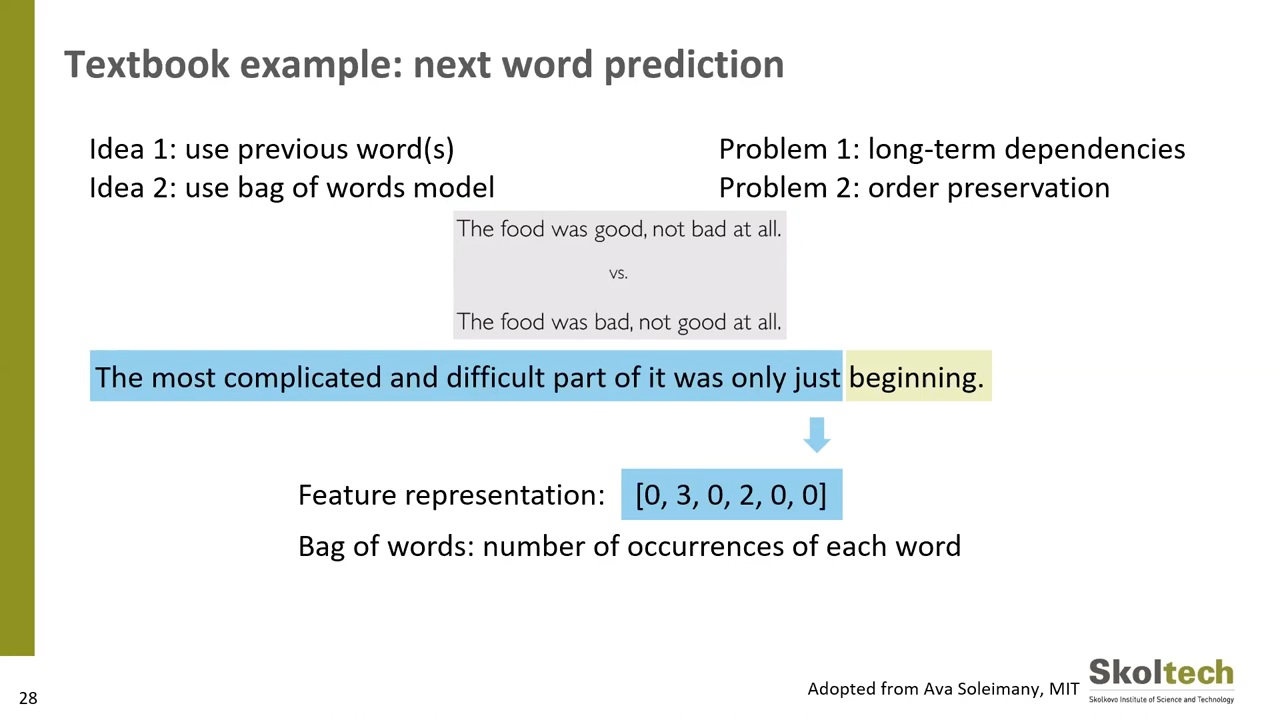 Textbook example: next word prediction
Idea 1: use previous word(s)
Idea 2: use bag of words model
Problem 1: long-term dependencies
Problem 2: order preservation
The food was good, not bad at all.
vs.
The food was bad, not good at all.
The most complicated and difficult part of it was only just beginning.
Feature representation: [0, 3, 0, 2, 0, 0]
Bag of words: number of occurrences of each word
28
Adopted from Ava Soleimany, MIT
Skoltech
Skolkovo Institute of Science and Technology